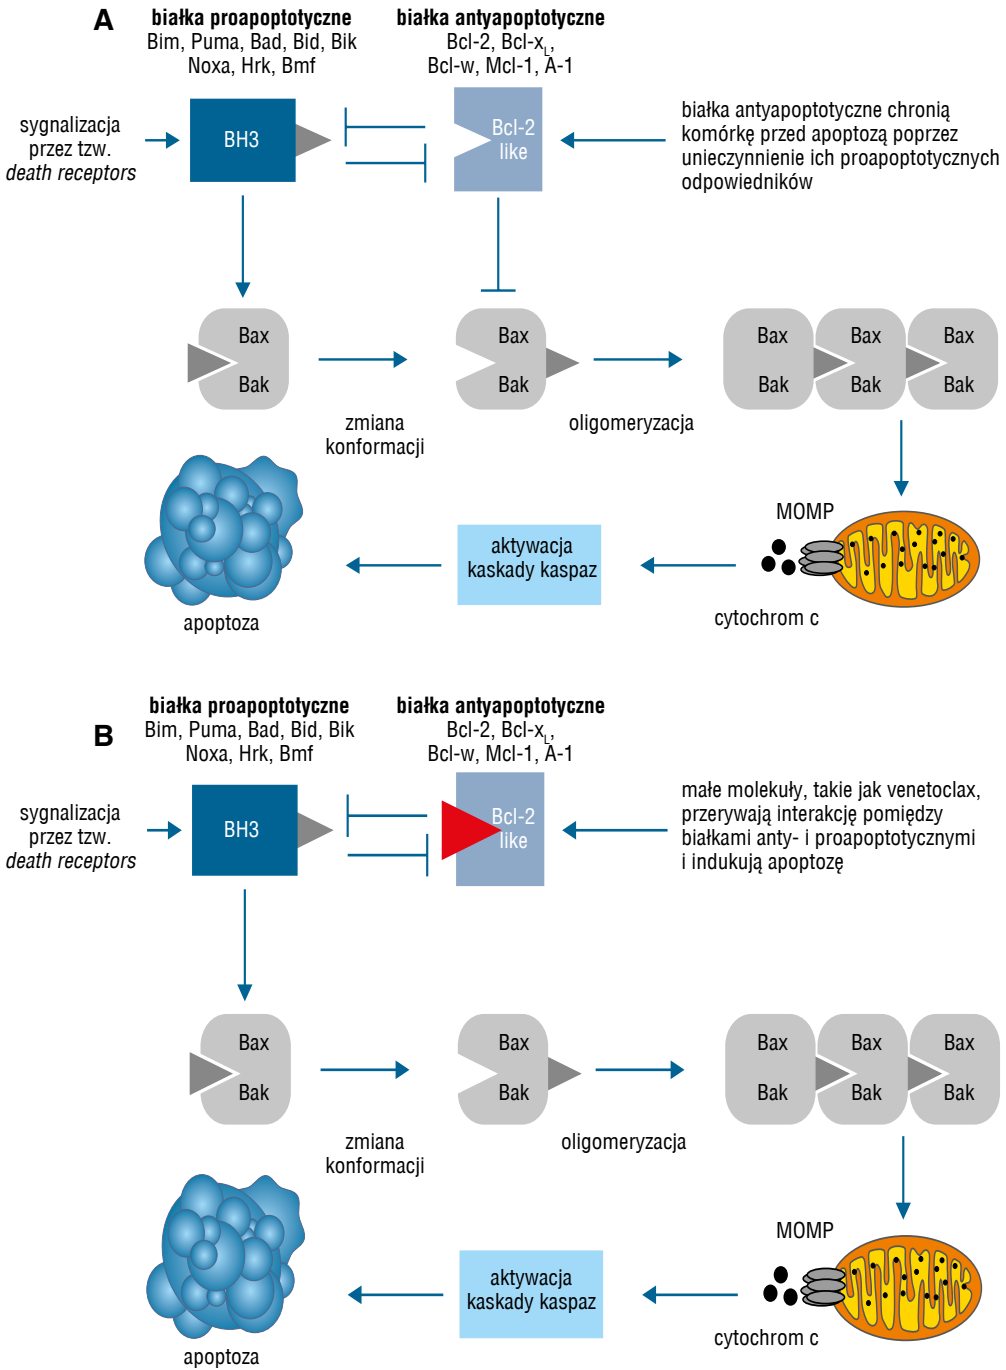 A
białka proapoptotyczne
Bim, Puma, Bad, Bid, Bik
Noxa, Hrk, Bmf
białka antyapoptotyczne
Bcl-2, Bcl-xL,
Bcl-w, Mcl-1, A-1
sygnalizacja
przez tzw.
death receptors
BH3
Bcl-2
like
białka antyapoptotyczne chronią
komórkę przed apoptozą poprzez
unieczynnienie ich proapoptotycznych
odpowiedników
Bax
Bak
zmiana
konformacji
Bax
Bak
oligomeryzacja
Bax
Bak
Bax
Bak
Bax
Bak
MOMP
cytochrom c
aktywacja
kaskady kaspaz
apoptoza
B
białka proapoptotyczne
Bim, Puma, Bad, Bid, Bik
Noxa, Hrk, Bmf
białka antyapoptotyczne
Bcl-2, Bcl-xL,
Bcl-w, Mcl-1, A-1
sygnalizacja
przez tzw.
death receptors
BH3
Bcl-2
like
małe molekuły, takie jak venetoclax,
przerywają interakcję pomiędzy
białkami anty- i proapoptotycznymi
i indukują apoptozę
Bax
Bak
zmiana
konformacji
Bax
Bak
oligomeryzacja
Bax
Bak
Bax
Bak
Bax
Bak
MOMP
cytochrom c
aktywacja
kaskady kaspaz
apoptoza